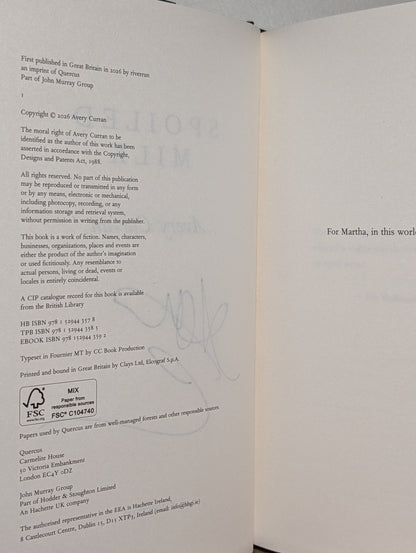 First published in Great Britain in 2026 by riverrun
an imprint of Quercus
Part of John Murray Group
1
Copyright © 2026 Avery Curran
The moral right of Avery Curran to be
identified as the author of this work has been
asserted in accordance with the Copyright,
Designs and Patents Act, 1988.
All rights reserved. No part of this publication
may be reproduced or transmitted in any form
or by any means, electronic or mechanical,
including photocopy, recording, or any
information storage and retrieval system,
without permission in writing from the publisher.
This book is a work of fiction. Names, characters,
businesses, organizations, places and events are
either the product of the author's imagination
or used fictitiously. Any resemblance to
actual persons, living or dead, events or
locales is entirely coincidental.
A CIP catalogue record for this book is available
from the British Library
HB ISBN 978 1 52944 357 8
TPB ISBN 978 1 52944 358 5
EBOOK ISBN 978 1 52944 359 2
Typeset in Fournier MT by CC Book Production
Printed and bound in Great Britain by Clays Ltd, Elcograf S.p.A.
FSC
www.fsc.org
MIX
Paper from
responsible sources
FSC® C104740
Papers used by Quercus are from well-managed forests and other responsible sources
Quercus
Carmelite House
50 Victoria Embankment
London EC4Y 0DZ
John Murray Group
Part of Hodder & Stoughton Limited
An Hachette UK company
The authorised representative in the EEA is Hachette Ireland,
8 Castlecourt Centre, Dublin 15, D15 XTP3, Ireland (email: info@hbgi.ie)
For Martha, in this worl